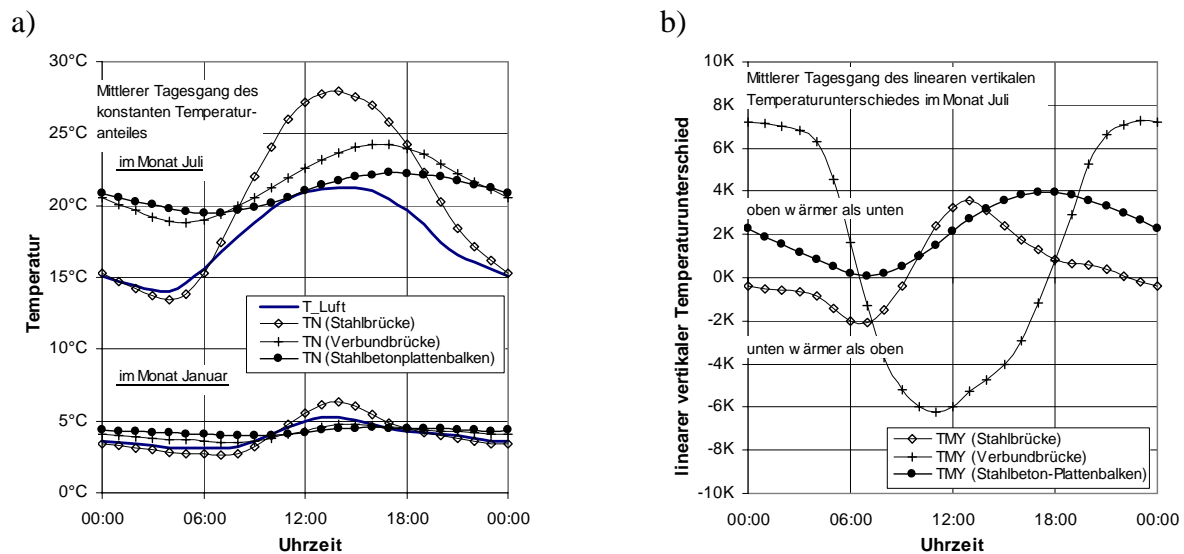 a)
30°C
25°C
20°C
15°C
10°C
5°C
0°C
Temperatur
Mittlerer Tagesgang des
konstanten Temperatur-
anteiles
im Monat Juli
T_Luft
TN (Stahlbrücke)
TN (Verbundbrücke)
TN (Stahlbetonplattenbalken)
im Monat Januar
00:00
06:00
12:00
18:00
00:00
Uhrzeit
b)
10K
8K
6K
4K
2K
0K
-2K
-4K
-6K
-8K
-10K
linearer vertikaler Temperaturunterschied
Mittlerer Tagesgang des linearen vertikalen
Temperaturunterschiedes im Monat Juli
oben wärmer als unten
unten wärmer als oben
TMY (Stahlbrücke)
TMY (Verbundbrücke)
TMY (Stahlbeton-Plattenbalken)
00:00
06:00
12:00
18:00
00:00
Uhrzeit